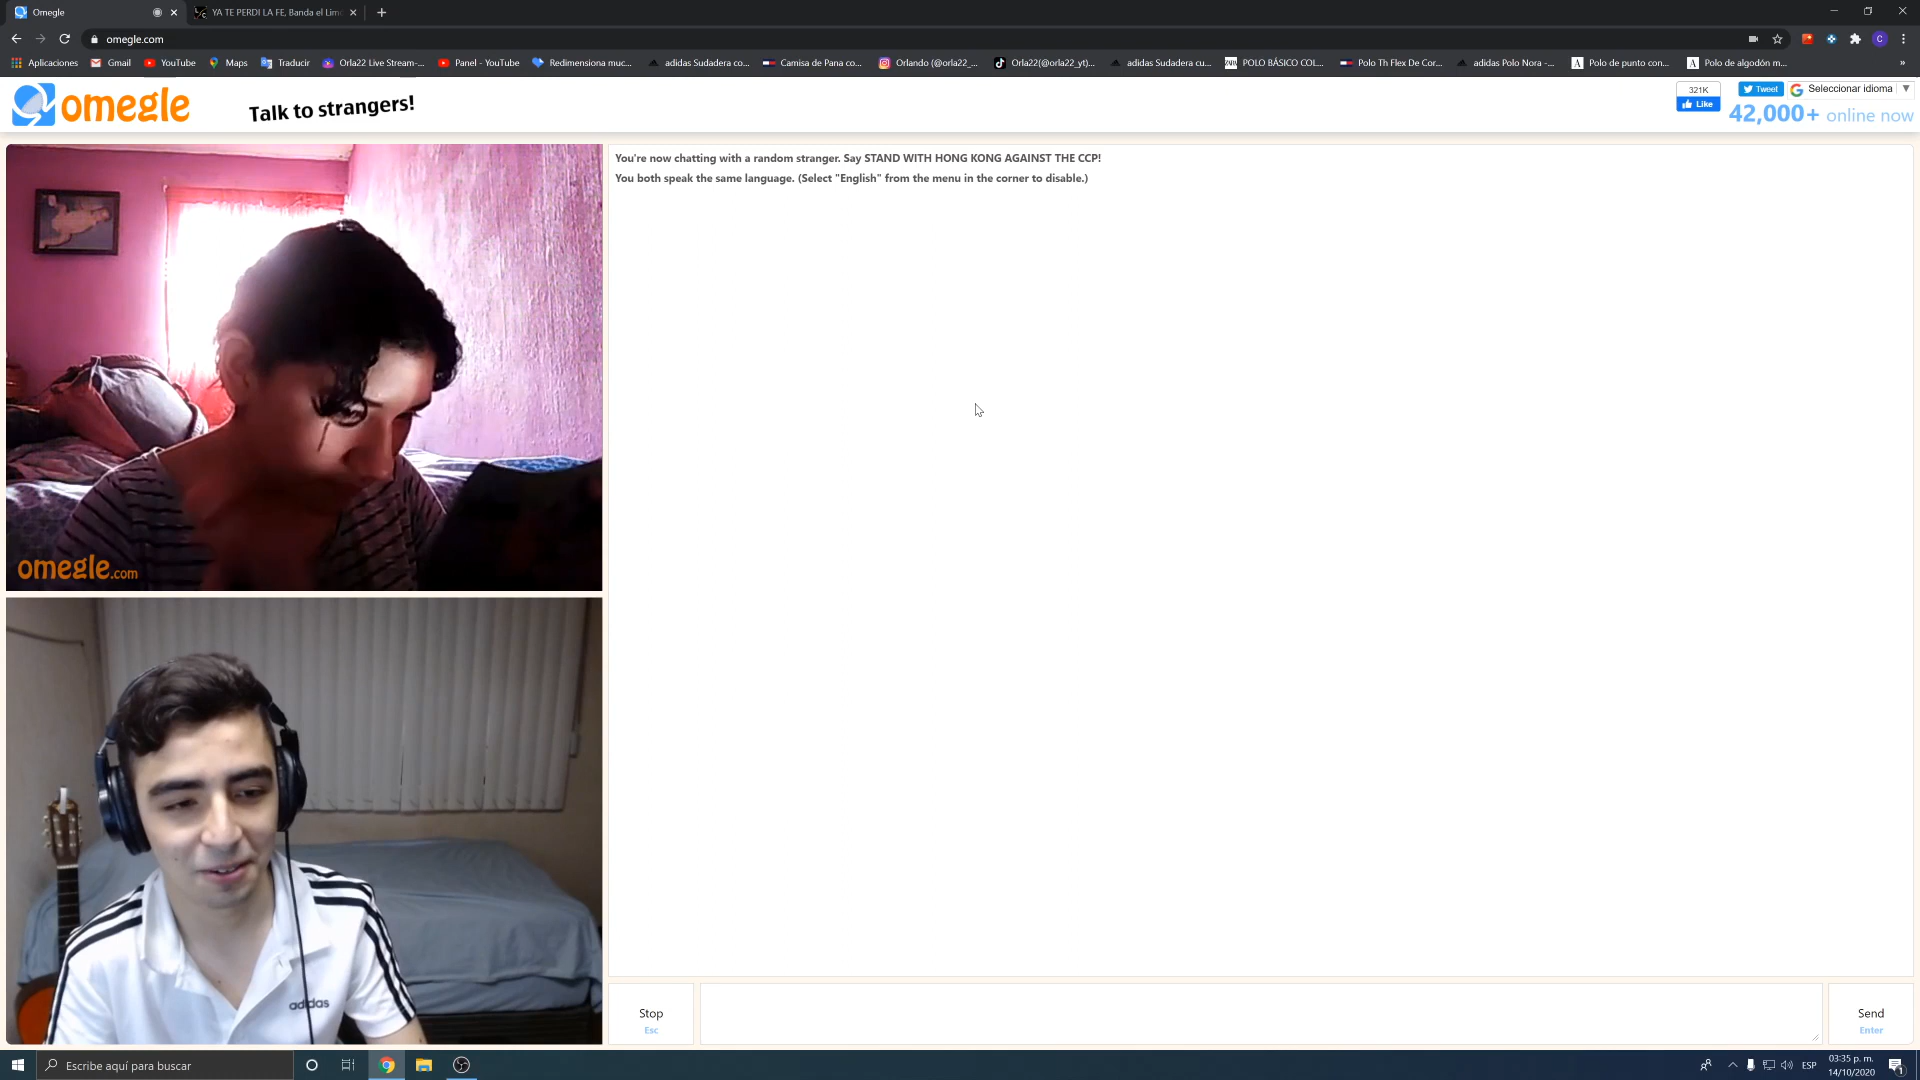 Omegle
YA TE PERDI LA FE, Banda el Lim
omegle.com
Aplicaciones
Gmail
YouTube
Maps
Traducir
Orla22 Live Stream-...
Panel - YouTube
Redimensiona muc...
adidas Sudadera co...
Camisa de Pana co...
Orlando (@orla22_...
Orla22(@orla22_yt)...
adidas Sudadera cu...
POLO BÁSICO COL...
Polo Th Flex De Cor...
adidas Polo Nora -...
Polo de punto con...
Polo de algodón m...
omegle
Talk to strangers!
321K
Like
Tweet
Seleccionar idioma
42,000+ online now
You're now chatting with a random stranger. Say STAND WITH HONG KONG AGAINST THE CCP!
You both speak the same language. (Select "English" from the menu in the corner to disable.)
omegle.com
adidas
Stop
Esc
Send
Enter
Escribe aquí para buscar
ESP
03:35 p. m.
14/10/2020
1